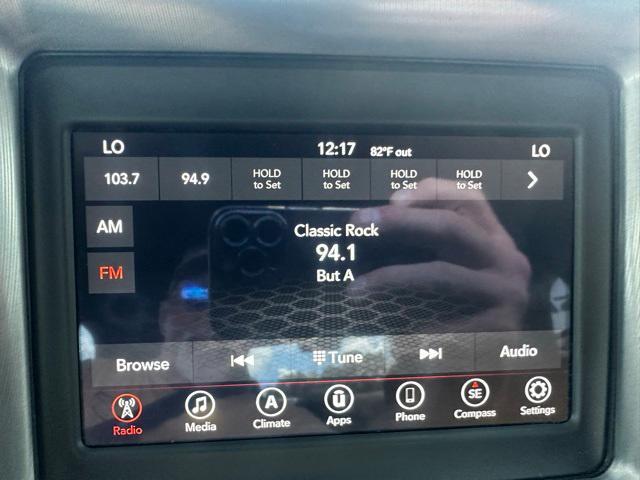 LO 12:17 82°F out LO
103.7 94.9 HOLD to Set HOLD to Set HOLD to Set HOLD to Set
AM
Classic Rock
94.1
FM
But A
Browse Tune Audio
A U SE
Radio Media Climate Apps Phone Compass Settings